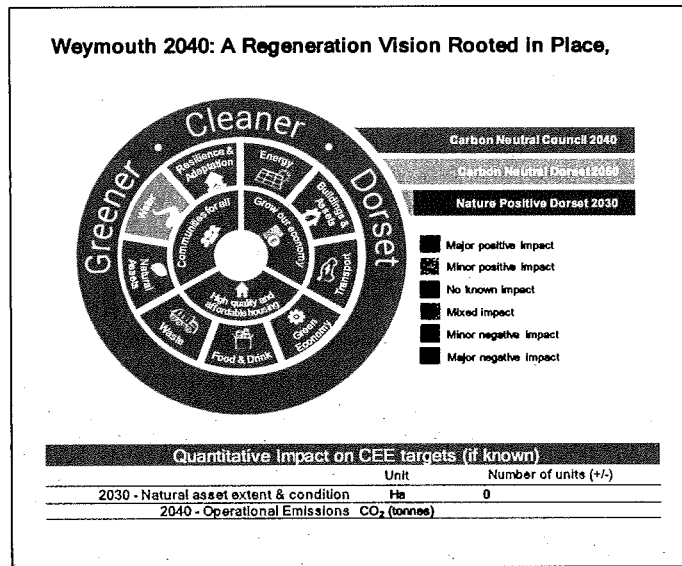 Weymouth 2040: A Regeneration Vision Rooted in Place,
Greener • Cleaner • Dorset
Carbon Neutral Council 2040
Carbon Neutral Dorset 2050
Nature Positive Dorset 2030
Resilience &
Adaptation
Energy
Buildings &
Assets
Transport
Green
Economy
Food & Drink
Waste
Natural
Assets
Water
Communities for all
Grow our economy
High quality and
affordable housing
Major positive impact
Minor positive impact
No known impact
Mixed impact
Minor negative impact
Major negative impact
Quantitative Impact on CEE targets (if known)
Unit Number of units (+/-)
2030 - Natural asset extent & condition Ha 0
2040 - Operational Emissions CO₂ (tonnes)